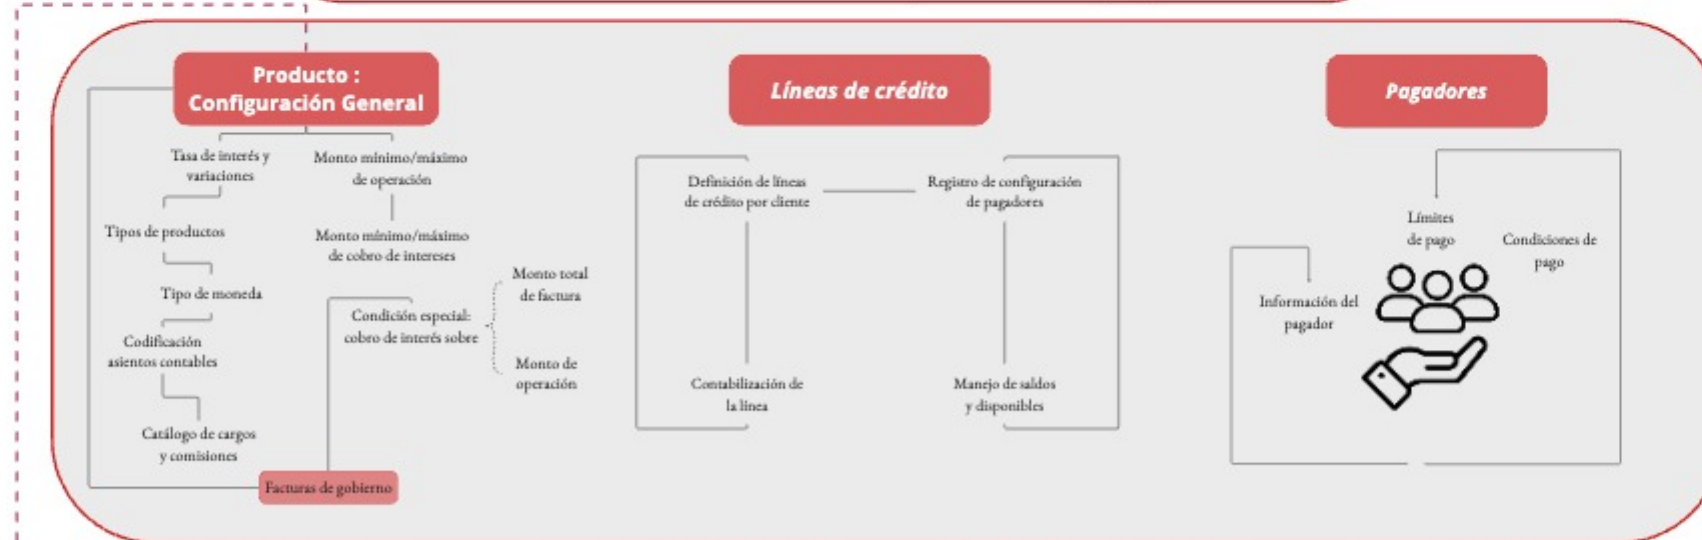 Producto :
Configuración General
Tasa de interés y
variaciones
Monto mínimo/máximo
de operación
Tipos de productos
Monto mínimo/máximo
de cobro de intereses
Tipo de moneda
Codificación
asientos contables
Catálogo de cargos
y comisiones
Condición especial:
cobro de interés sobre
Monto total
de factura
Monto de
operación
Facturas de gobierno
Líneas de crédito
Definición de líneas
de crédito por cliente
Registro de configuración
de pagadores
Contabilización de
la línea
Manejo de saldos
y disponibles
Pagadores
Límites
de pago
Condiciones de
pago
Información del
pagador